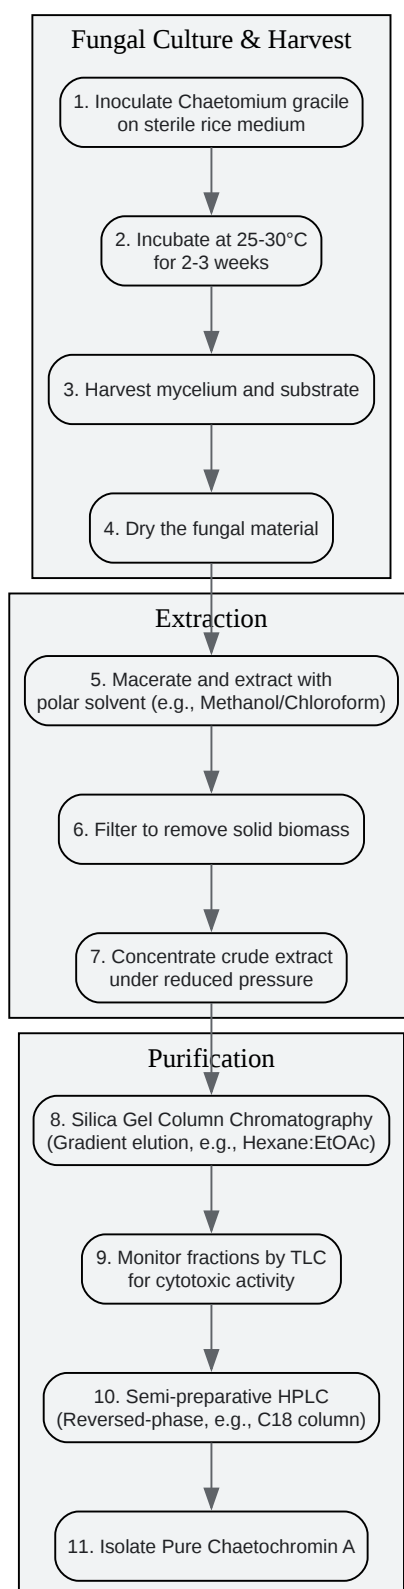 Fungal Culture & Harvest
1. Inoculate Chaetomium gracile
on sterile rice medium
2. Incubate at 25-30°C
for 2-3 weeks
3. Harvest mycelium and substrate
4. Dry the fungal material
Extraction
5. Macerate and extract with
polar solvent (e.g., Methanol/Chloroform)
6. Filter to remove solid biomass
7. Concentrate crude extract
under reduced pressure
Purification
8. Silica Gel Column Chromatography
(Gradient elution, e.g., Hexane:EtOAc)
9. Monitor fractions by TLC
for cytotoxic activity
10. Semi-preparative HPLC
(Reversed-phase, e.g., C18 column)
11. Isolate Pure Chaetochromin A